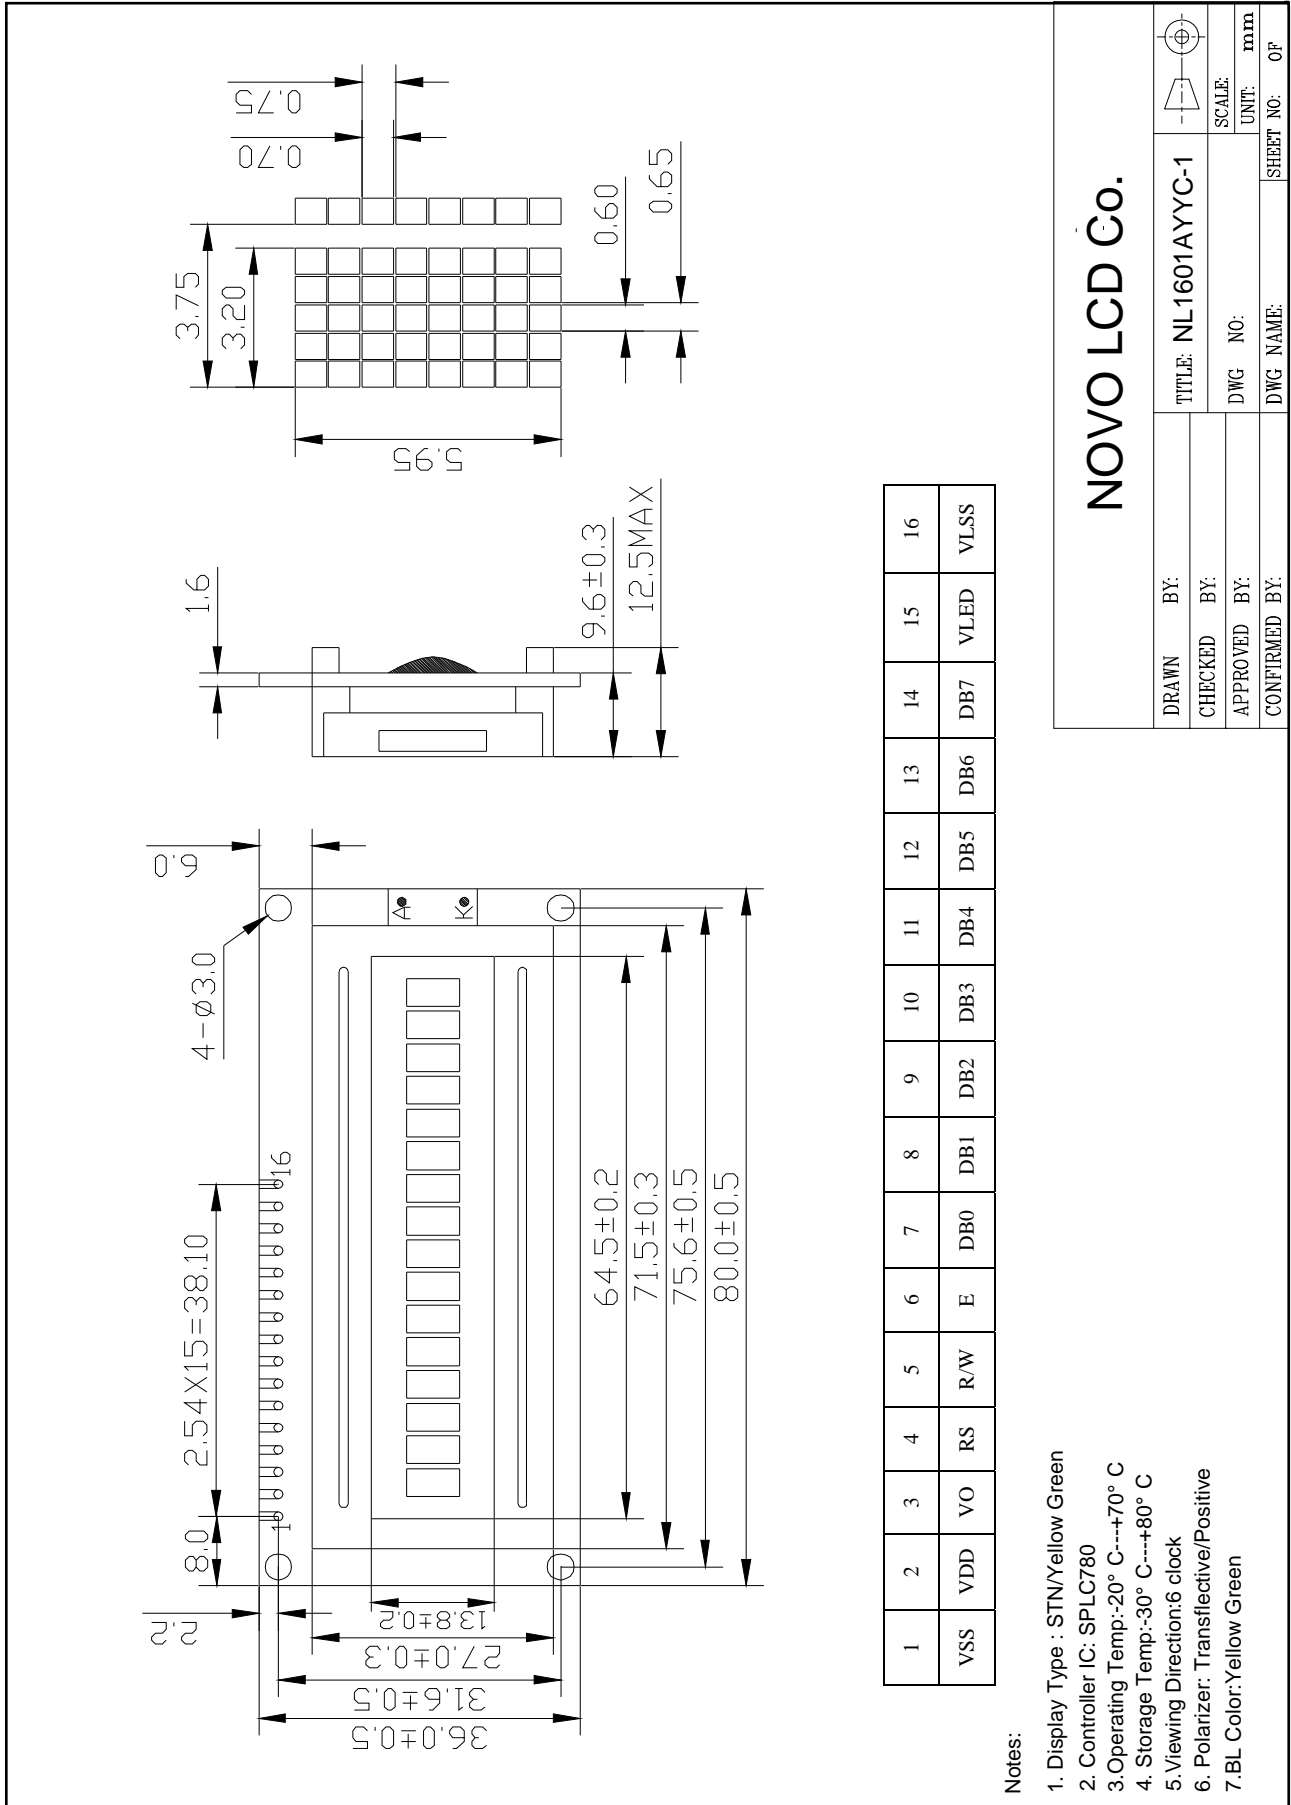 2.2
8.0
2.54X15=38.10
4-Ø3.0
6.0
1
16
A
K
13.8±0.2
27.0±0.3
31.6±0.5
36.0±0.5
64.5±0.2
71.5±0.3
75.6±0.5
80.0±0.5
1.6
9.6±0.3
12.5MAX
3.75
3.20
0.70
0.75
5.95
0.60
0.65
1 2 3 4 5 6 7 8 9 10 11 12 13 14 15 16
VSS VDD VO RS R/W E DB0 DB1 DB2 DB3 DB4 DB5 DB6 DB7 VLED VLSS
Notes:
1. Display Type : STN/Yellow Green
2. Controller IC: SPLC780
3.Operating Temp:-20° C---+70° C
4. Storage Temp:-30° C---+80° C
5.Viewing Direction:6 clock
6. Polarizer: Transflective/Positive
7.BL Color:Yellow Green
NOVO LCD Co.
DRAWN BY:
CHECKED BY:
APPROVED BY:
CONFIRMED BY:
TITLE: NL1601AYYC-1
DWG NO:
DWG NAME:
SCALE:
UNIT: mm
SHEET NO: OF